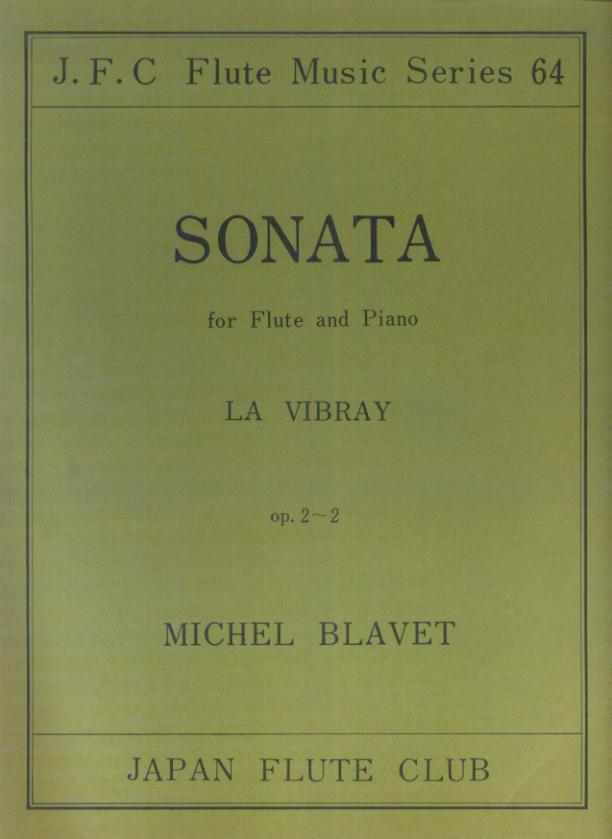 J. F. C Flute Music Series 64
SONATA
for Flute and Piano
LA VIBRAY
op. 2~2
MICHEL BLAVET
JAPAN FLUTE CLUB